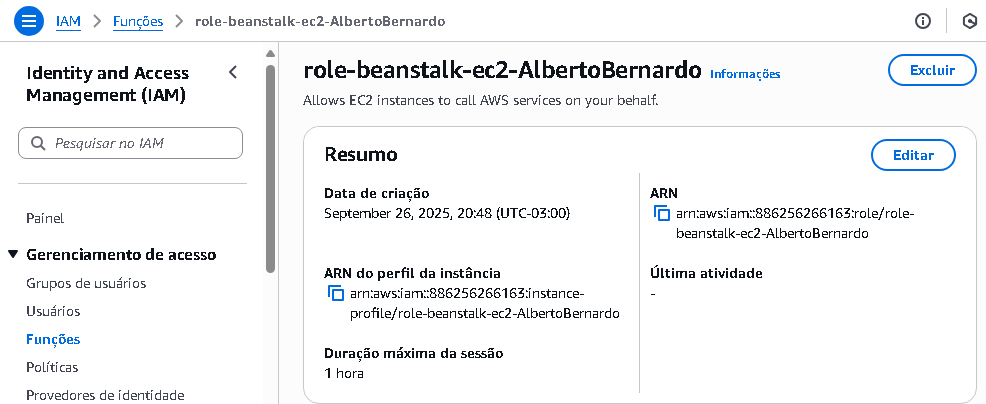 IAM > Funções > role-beanstalk-ec2-AlbertoBernardo
Identity and Access
Management (IAM)
Pesquisar no IAM
Painel
Gerenciamento de acesso
Grupos de usuários
Usuários
Funções
Políticas
Provedores de identidade
role-beanstalk-ec2-AlbertoBernardo Informações
Excluir
Allows EC2 instances to call AWS services on your behalf.
Resumo
Editar
Data de criação
September 26, 2025, 20:48 (UTC-03:00)
ARN
arn:aws:iam::886256266163:role/role-
beanstalk-ec2-AlbertoBernardo
ARN do perfil da instância
arn:aws:iam::886256266163:instance-
profile/role-beanstalk-ec2-AlbertoBernardo
Última atividade
-
Duração máxima da sessão
1 hora